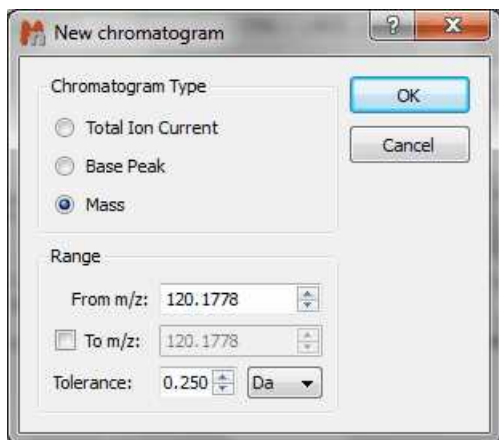 New chromatogram
?
X
Chromatogram Type
Total Ion Current
Base Peak
Mass
OK
Cancel
Range
From m/z: 120.1778
To m/z: 120.1778
Tolerance: 0.250 Da